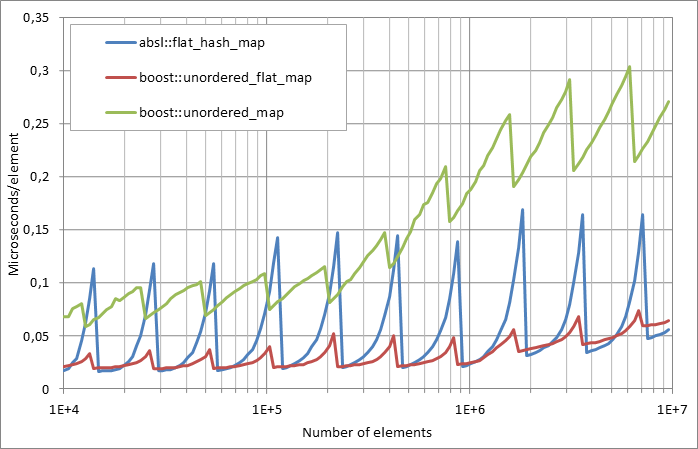 0,35
absl::flat_hash_map
0,3
boost::unordered_flat_map
boost::unordered_map
0,25
0,2
0,15
0,1
0,05
0
Microseconds/element
1E+4
1E+5
1E+6
1E+7
Number of elements